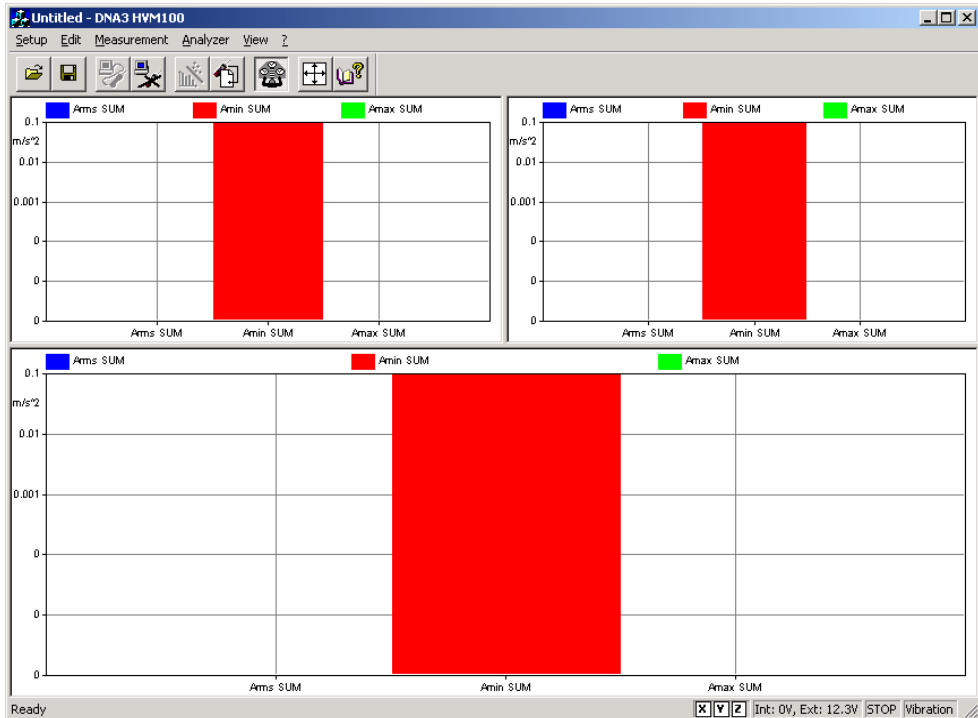 Untitled - DNA3 HVM100
Setup Edit Measurement Analyzer View ?
Arms SUM Amin SUM Amax SUM
0.1
m/s^2
0.01
0.001
0
0
0
Arms SUM Amin SUM Amax SUM
Arms SUM Amin SUM Amax SUM
0.1
m/s^2
0.01
0.001
0
0
0
Arms SUM Amin SUM Amax SUM
Arms SUM Amin SUM Amax SUM
0.1
m/s^2
0.01
0.001
0
0
0
Arms SUM Amin SUM Amax SUM
Ready X Y Z Int: 0V, Ext: 12.3V STOP Vibration